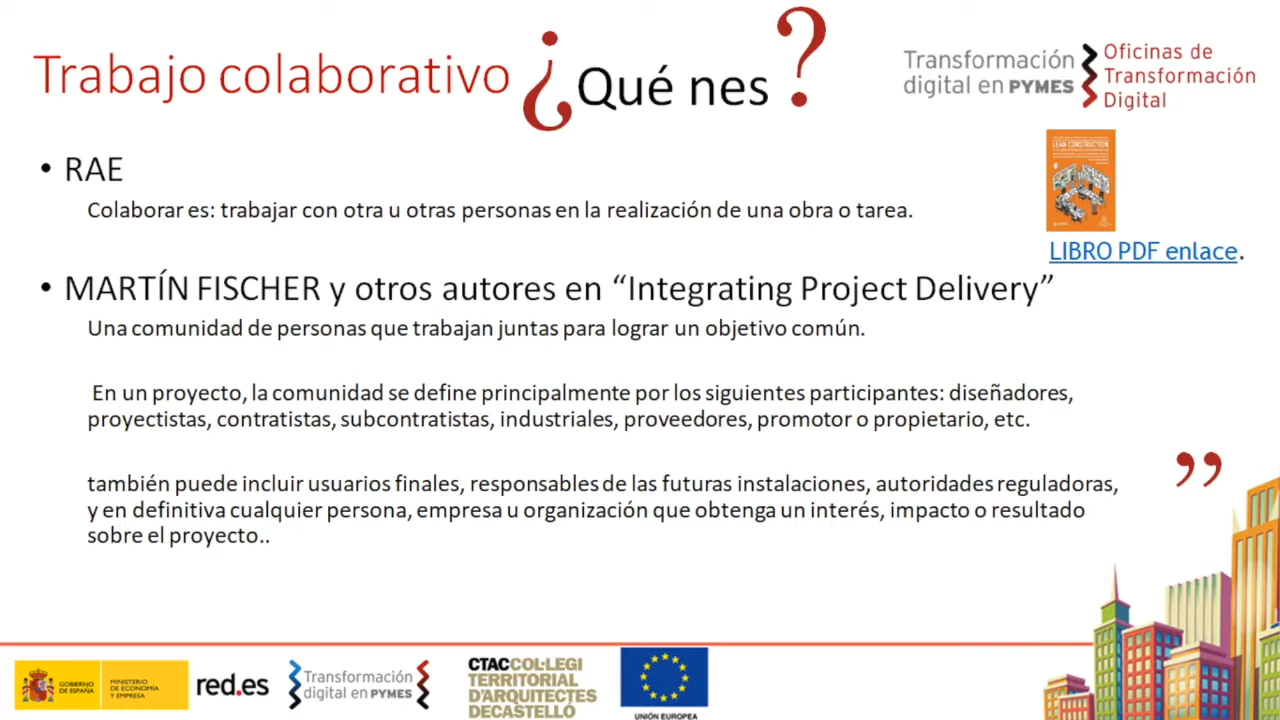 Trabajo colaborativo ¿Qué nes?
Transformación
digital en PYMES
Oficinas de
Transformación
Digital
• RAE
Colaborar es: trabajar con otra u otras personas en la realización de una obra o tarea.
LEAN CONSTRUCTION
LIBRO PDF enlace.
• MARTÍN FISCHER y otros autores en “Integrating Project Delivery”
Una comunidad de personas que trabajan juntas para lograr un objetivo común.
En un proyecto, la comunidad se define principalmente por los siguientes participantes: diseñadores,
proyectistas, contratistas, subcontratistas, industriales, proveedores, promotor o propietario, etc.
también puede incluir usuarios finales, responsables de las futuras instalaciones, autoridades reguladoras,
y en definitiva cualquier persona, empresa u organización que obtenga un interés, impacto o resultado
sobre el proyecto..
”
GOBIERNO
DE ESPAÑA
MINISTERIO
DE ECONOMÍA
Y EMPRESA
red.es
Transformación
digital en PYMES
CTAC COL·LEGI
TERRITORIAL
D'ARQUITECTES
DECASTELLÓ
UNIÓN EUROPEA